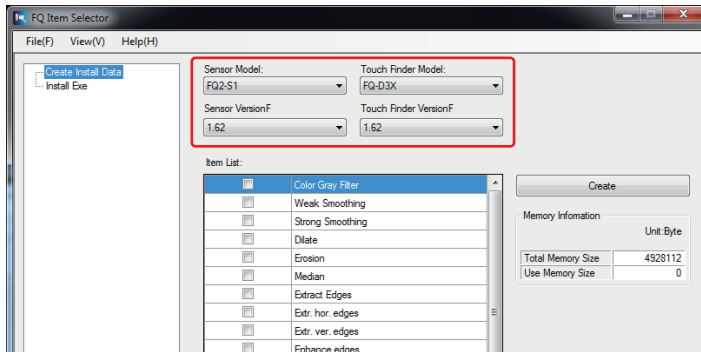 FQ Item Selector
File(F) View(V) Help(H)
Create Install Data
Install Exe
Sensor Model: Touch Finder Model:
FQ2-S1 FQ-D3X
Sensor VersionF Touch Finder VersionF
1.62 1.62
Item List:
Color Gray Filter
Weak Smoothing
Strong Smoothing
Dilate
Erosion
Median
Extract Edges
Extr. hor. edges
Extr. ver. edges
Enhance edges
Create
Memory Infomation
Unit:Byte
Total Memory Size 4928112
Use Memory Size 0